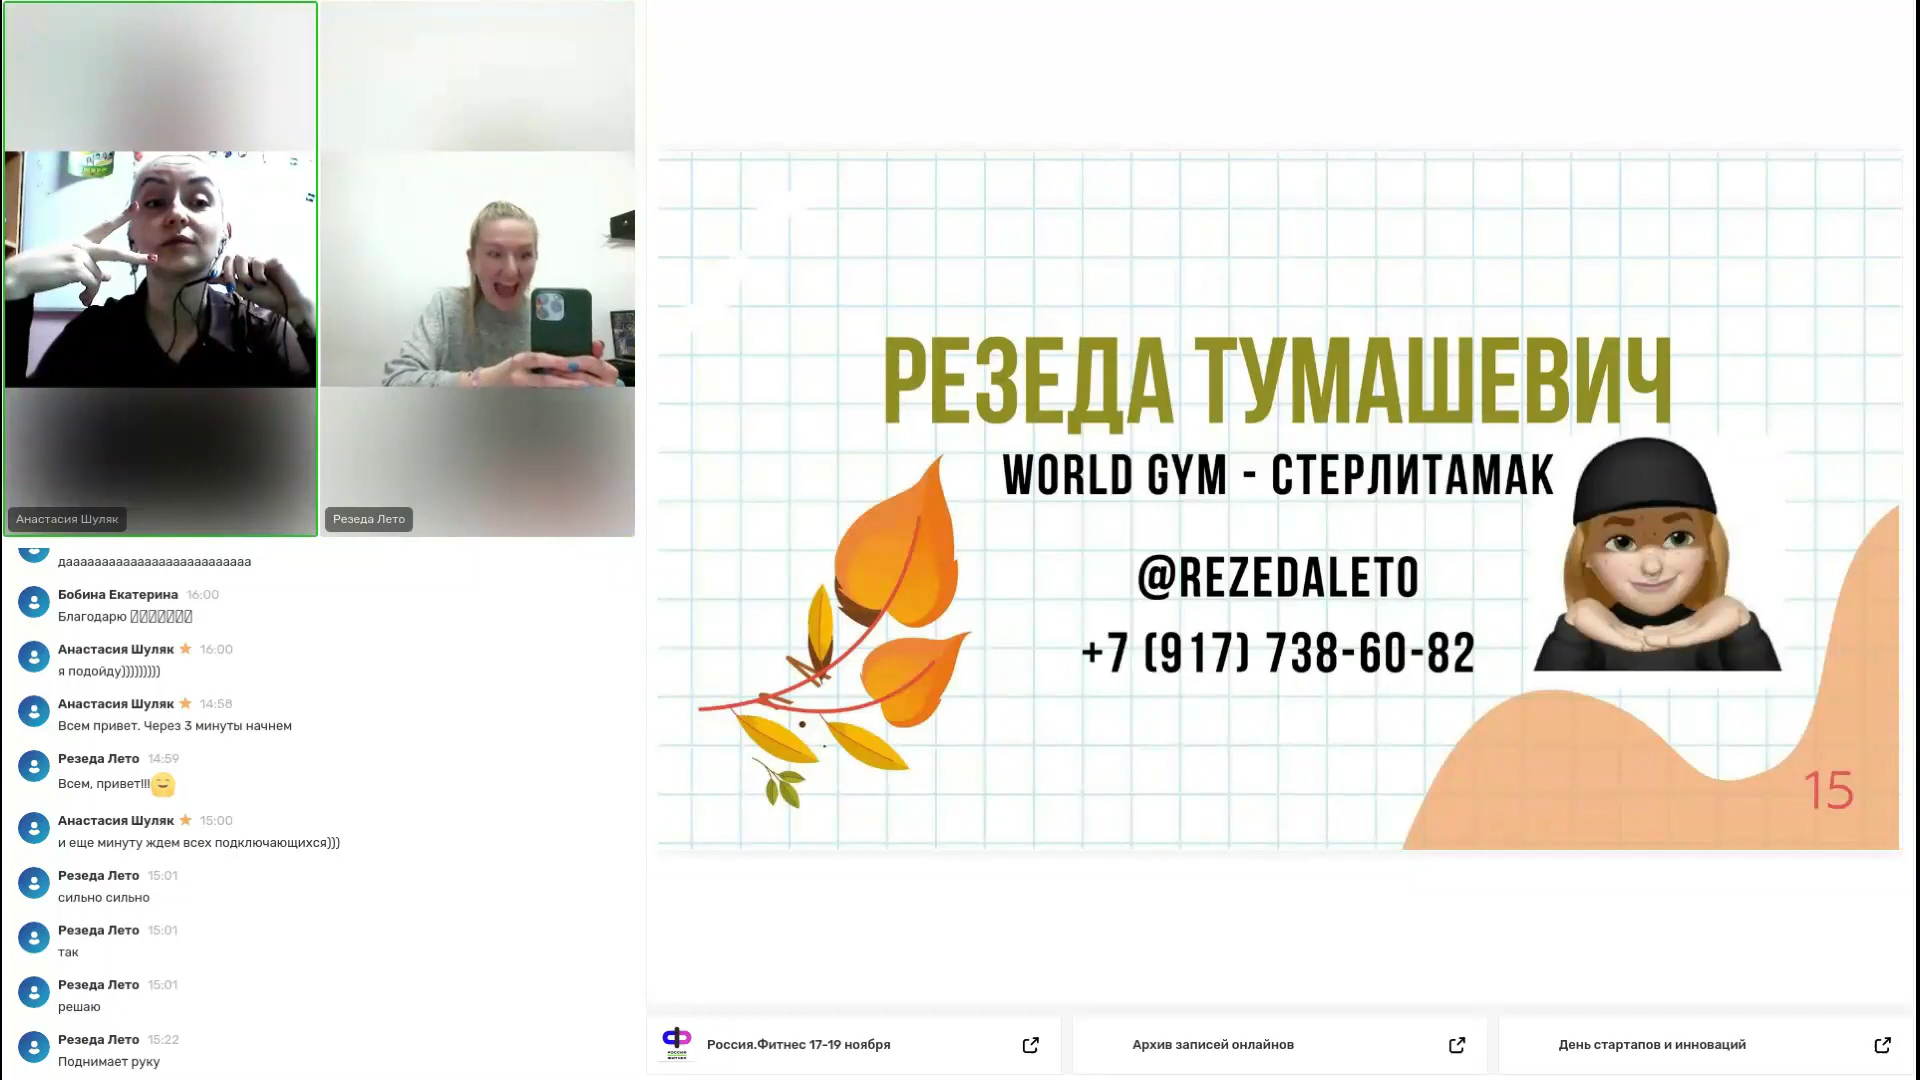 Анастасия Шуляк
Резеда Лето
дааааааааааааааааааааааааааа
Бобина Екатерина 16:00
Благодарю
Анастасия Шуляк 16:00
я подойду)))))))))
Анастасия Шуляк 14:58
Всем привет. Через 3 минуты начнем
Резеда Лето 14:59
Всем, привет!!!
Анастасия Шуляк 15:00
и еще минуту ждем всех подключающихся)))
Резеда Лето 15:01
сильно сильно
Резеда Лето 15:01
так
Резеда Лето 15:01
решаю
Резеда Лето 15:22
Поднимает руку
РЕЗЕДА ТУМАШЕВИЧ
WORLD GYM - СТЕРЛИТАМАК
@REZEDALETO
+7 (917) 738-60-82
15
Россия.Фитнес 17-19 ноября
Архив записей онлайнов
День стартапов и инноваций